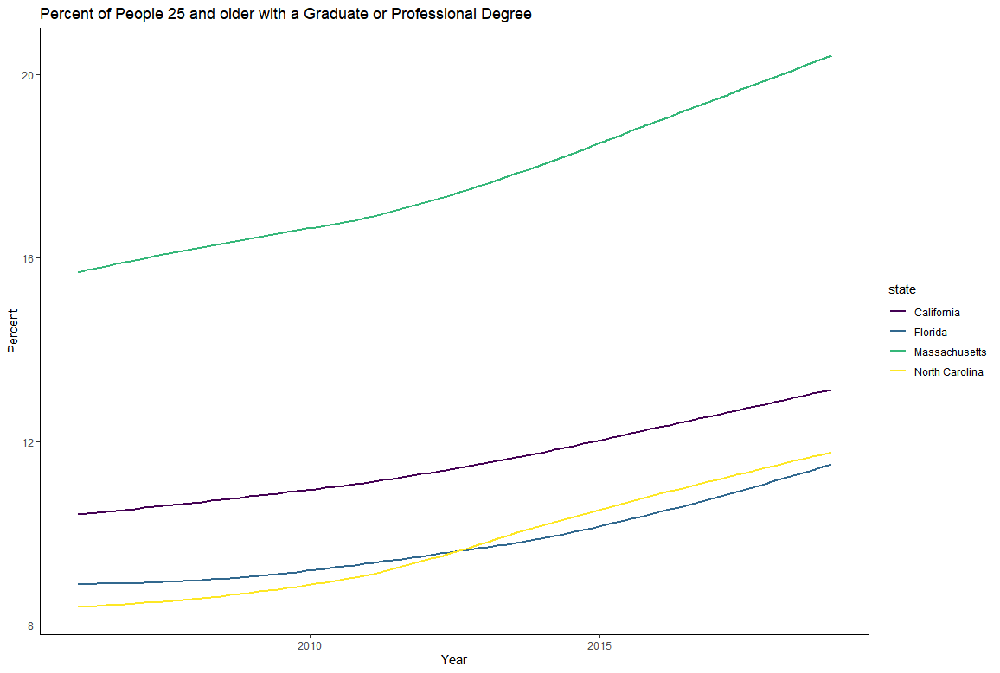 Percent of People 25 and older with a Graduate or Professional Degree
20
16
12
8
Percent
2010
2015
Year
state
California
Florida
Massachusetts
North Carolina